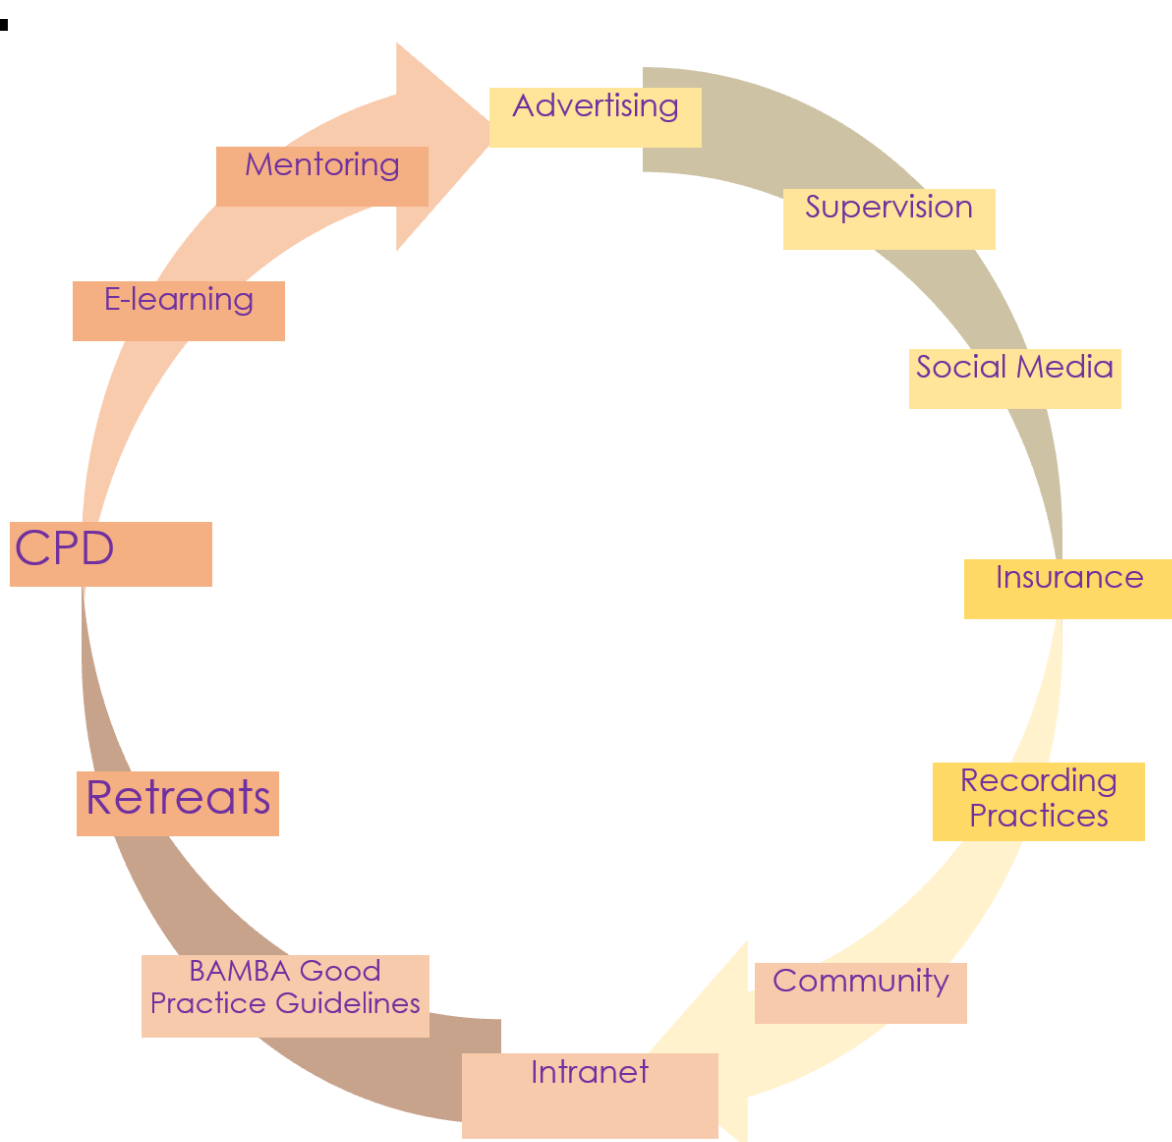 Advertising
Supervision
Social Media
Insurance
Recording
Practices
Community
Intranet
BAMBA Good
Practice Guidelines
Retreats
CPD
E-learning
Mentoring